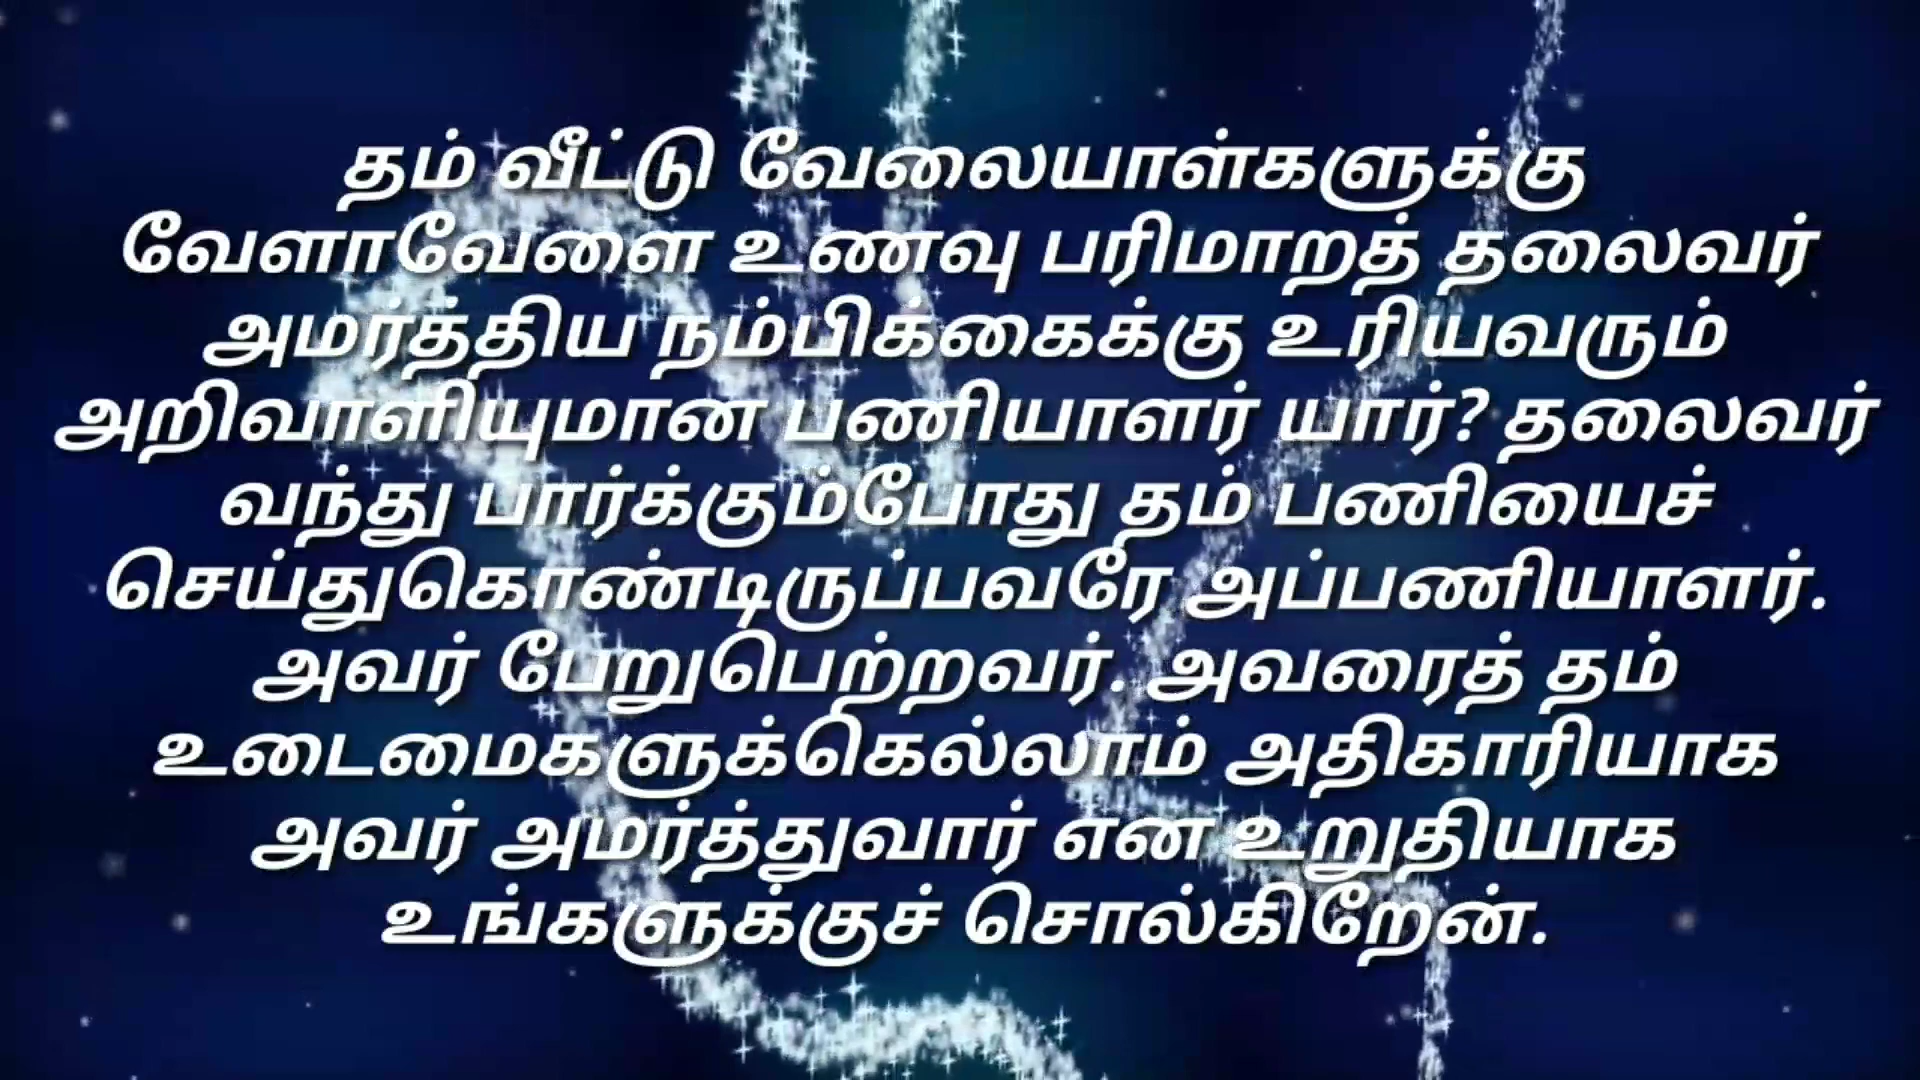 தம் வீட்டு வேலையாள்களுக்கு
வேளாவேளை உணவு பரிமாறத் தலைவர்
அமர்த்திய நம்பிக்கைக்கு உரியவரும்
அறிவாளியுமான பணியாளர் யார்? தலைவர்
வந்து பார்க்கும்போது தம் பணியைச்
செய்துகொண்டிருப்பவரே அப்பணியாளர்.
அவர் பேறுபெற்றவர். அவரைத் தம்
உடைமைகளுக்கெல்லாம் அதிகாரியாக
அவர் அமர்த்துவார் என உறுதியாக
உங்களுக்குச் சொல்கிறேன்.